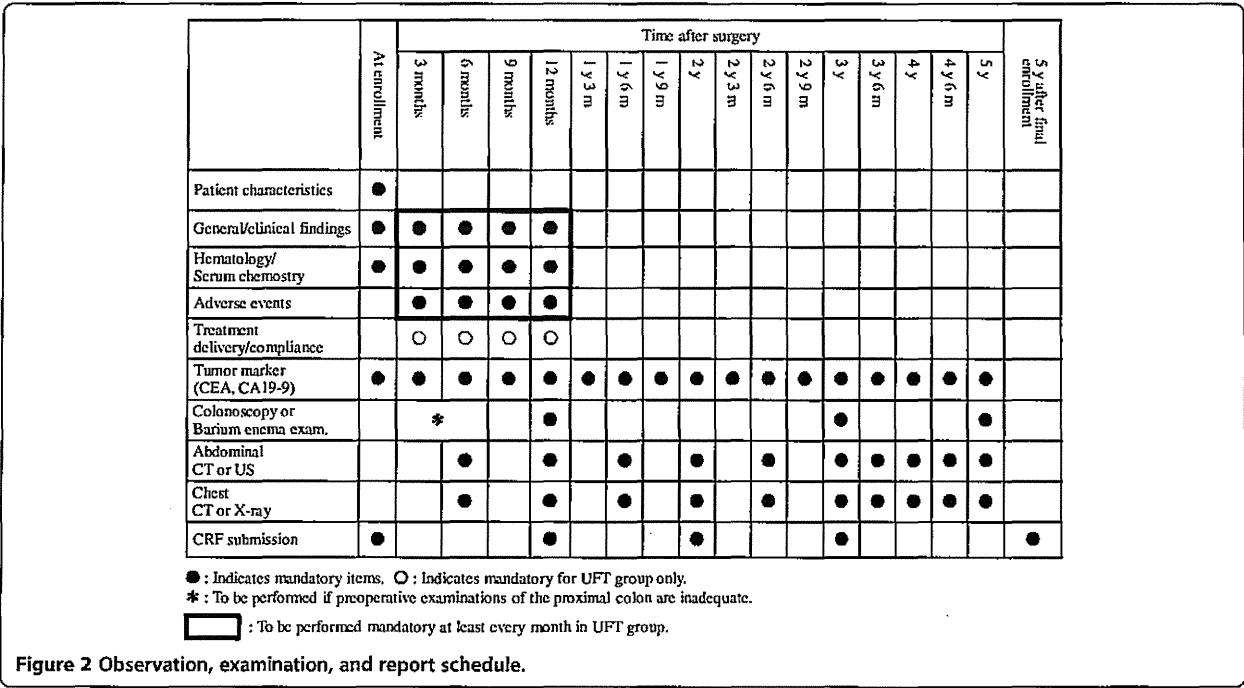 Time after surgery
At enrollment
3 months
6 months
9 months
12 months
1 y 3 m
1 y 6 m
1 y 9 m
2 y
2 y 3 m
2 y 6 m
2 y 9 m
3 y
3 y 6 m
4 y
4 y 6 m
5 y
5 y after final
enrollment
Patient characteristics ●
General/clinical findings ● ● ● ● ●
Hematology/
Serum chemostry ● ● ● ● ●
Adverse events ● ● ● ●
Treatment
delivery/compliance ○ ○ ○ ○
Tumor marker
(CEA, CA19-9) ● ● ● ● ● ● ● ● ● ● ● ● ● ● ● ● ●
Colonoscopy or
Barium enema exam. * ● ● ●
Abdominal
CT or US ● ● ● ● ● ● ● ● ● ●
Chest
CT or X-ray ● ● ● ● ● ● ● ● ● ●
CRF submission ● ● ● ● ●
● : Indicates mandatory items, ○ : Indicates mandatory for UFT group only.
* : To be performed if preoperative examinations of the proximal colon are inadequate.
: To be performed mandatory at least every month in UFT group.
Figure 2 Observation, examination, and report schedule.